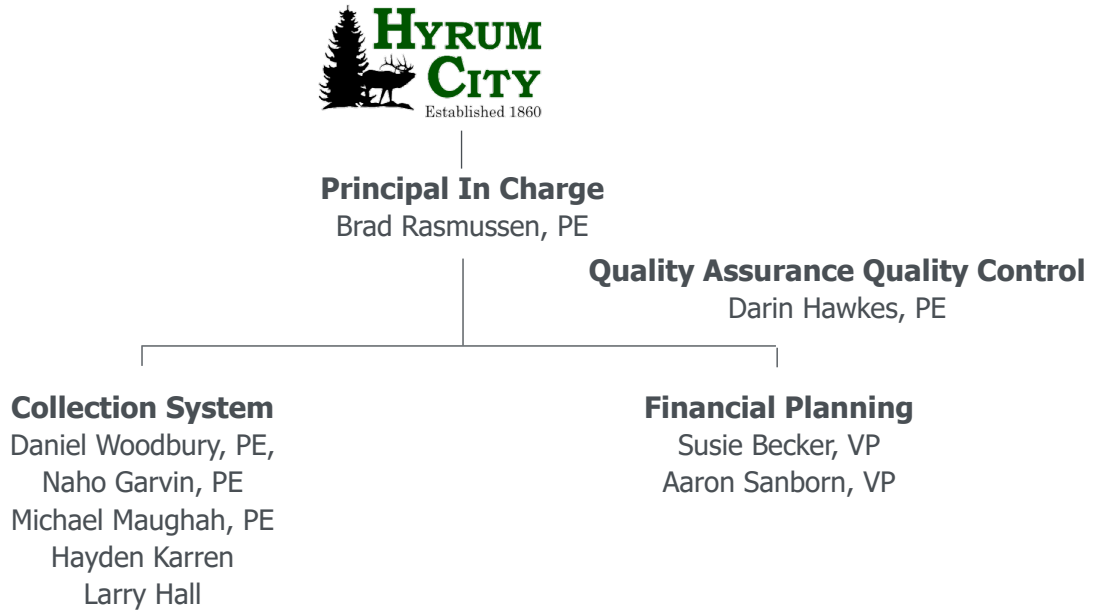 HYRUM
CITY
Established 1860
Principal In Charge
Brad Rasmussen, PE
Quality Assurance Quality Control
Darin Hawkes, PE
Collection System
Daniel Woodbury, PE,
Naho Garvin, PE
Michael Maughah, PE
Hayden Karren
Larry Hall
Financial Planning
Susie Becker, VP
Aaron Sanborn, VP